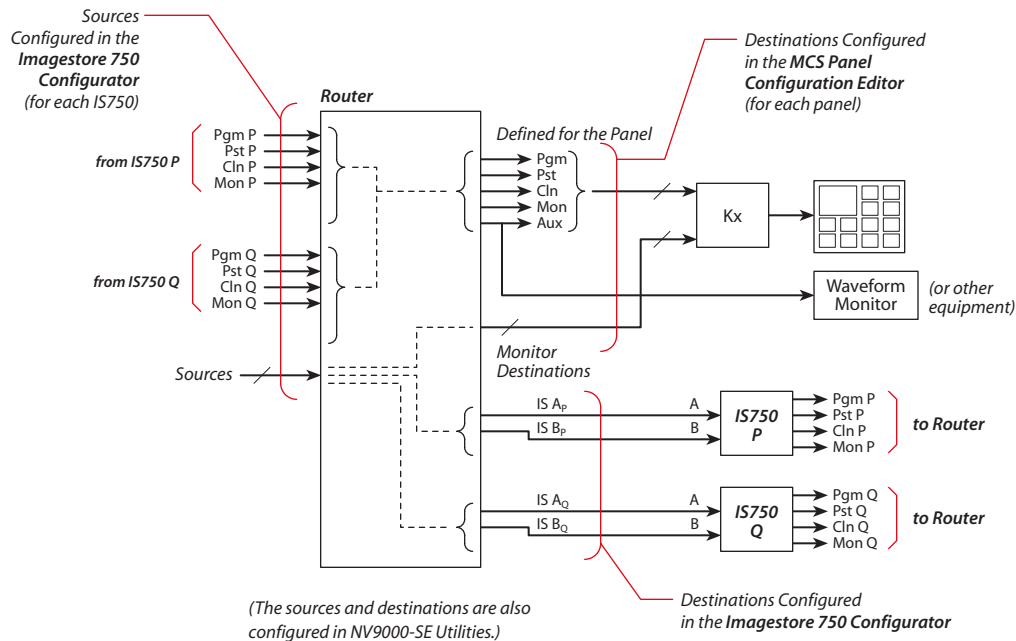 Sources
Configured in the
Imagestore 750
Configurator
(for each IS750)
Destinations Configured
in the MCS Panel
Configuration Editor
(for each panel)
Router
Defined for the Panel
from IS750 P
Pgm P
Pst P
Cln P
Mon P
Pgm
Pst
Cln
Mon
Aux
Kx
from IS750 Q
Pgm Q
Pst Q
Cln Q
Mon Q
Waveform
Monitor
(or other
equipment)
Monitor
Destinations
Sources
IS AP
A
IS BP
B
IS750
P
Pgm P
Pst P
Cln P
Mon P
to Router
IS AQ
A
IS BQ
B
IS750
Q
Pgm Q
Pst Q
Cln Q
Mon Q
to Router
(The sources and destinations are also
configured in NV9000-SE Utilities.)
Destinations Configured
in the Imagestore 750 Configurator